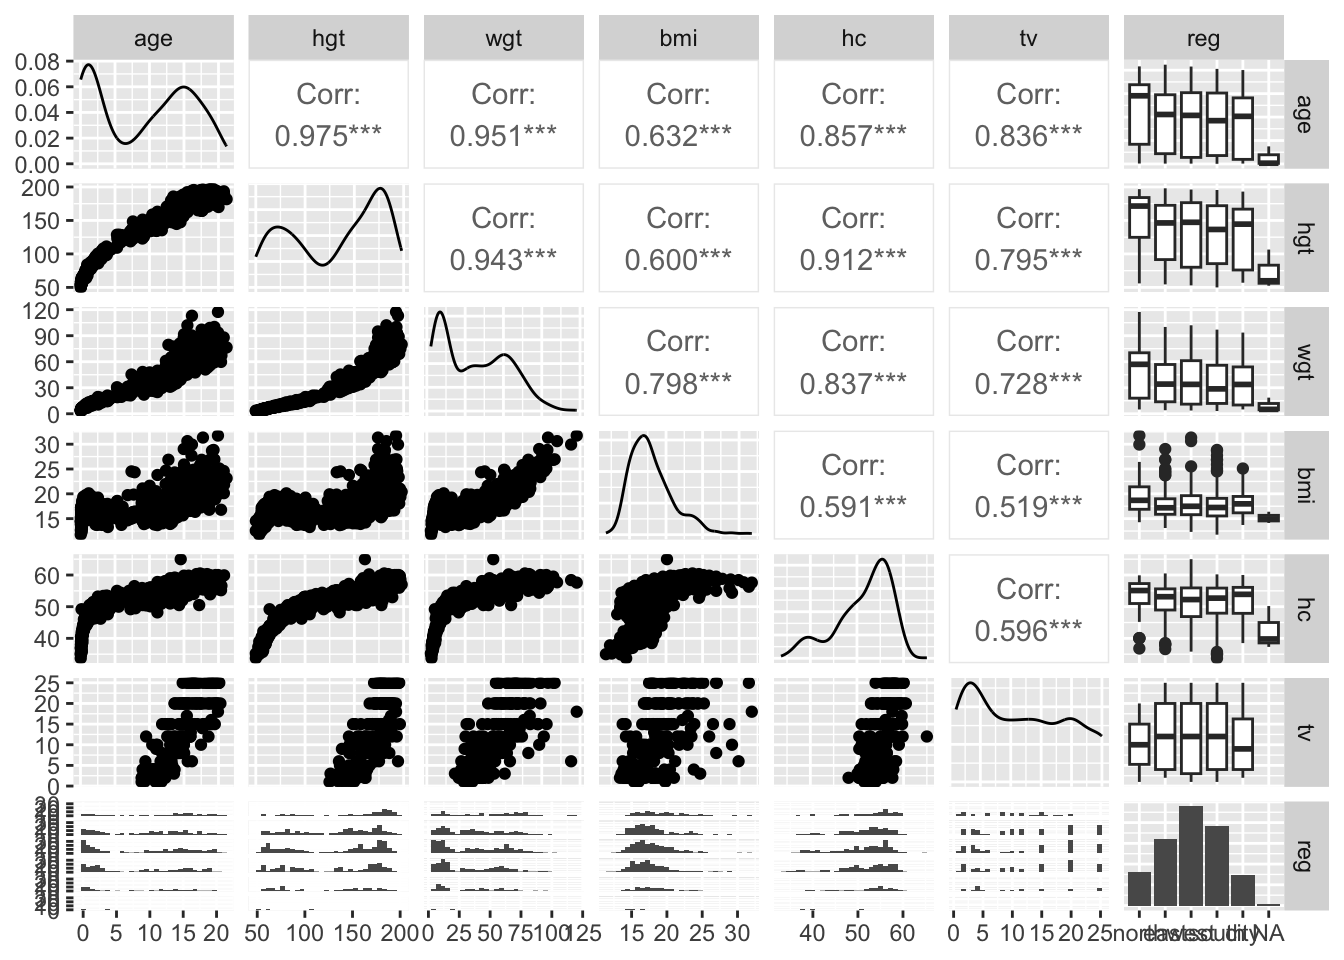 age hgt wgt bmi hc tv reg
0.08
0.06
0.04
0.02
0.00
Corr:
0.975***
Corr:
0.951***
Corr:
0.632***
Corr:
0.857***
Corr:
0.836***
age
200
150
100
50
Corr:
0.943***
Corr:
0.600***
Corr:
0.912***
Corr:
0.795***
hgt
120
90
60
30
0
Corr:
0.798***
Corr:
0.837***
Corr:
0.728***
wgt
30
25
20
15
Corr:
0.591***
Corr:
0.519***
bmi
60
50
40
Corr:
0.596***
hc
25
20
15
10
5
0
tv
reg
0 5 10 15 20
50 100 150 200
0 25 50 75 100 125
15 20 25 30
40 50 60
0 5 10 15 20 25
north east west south city NA